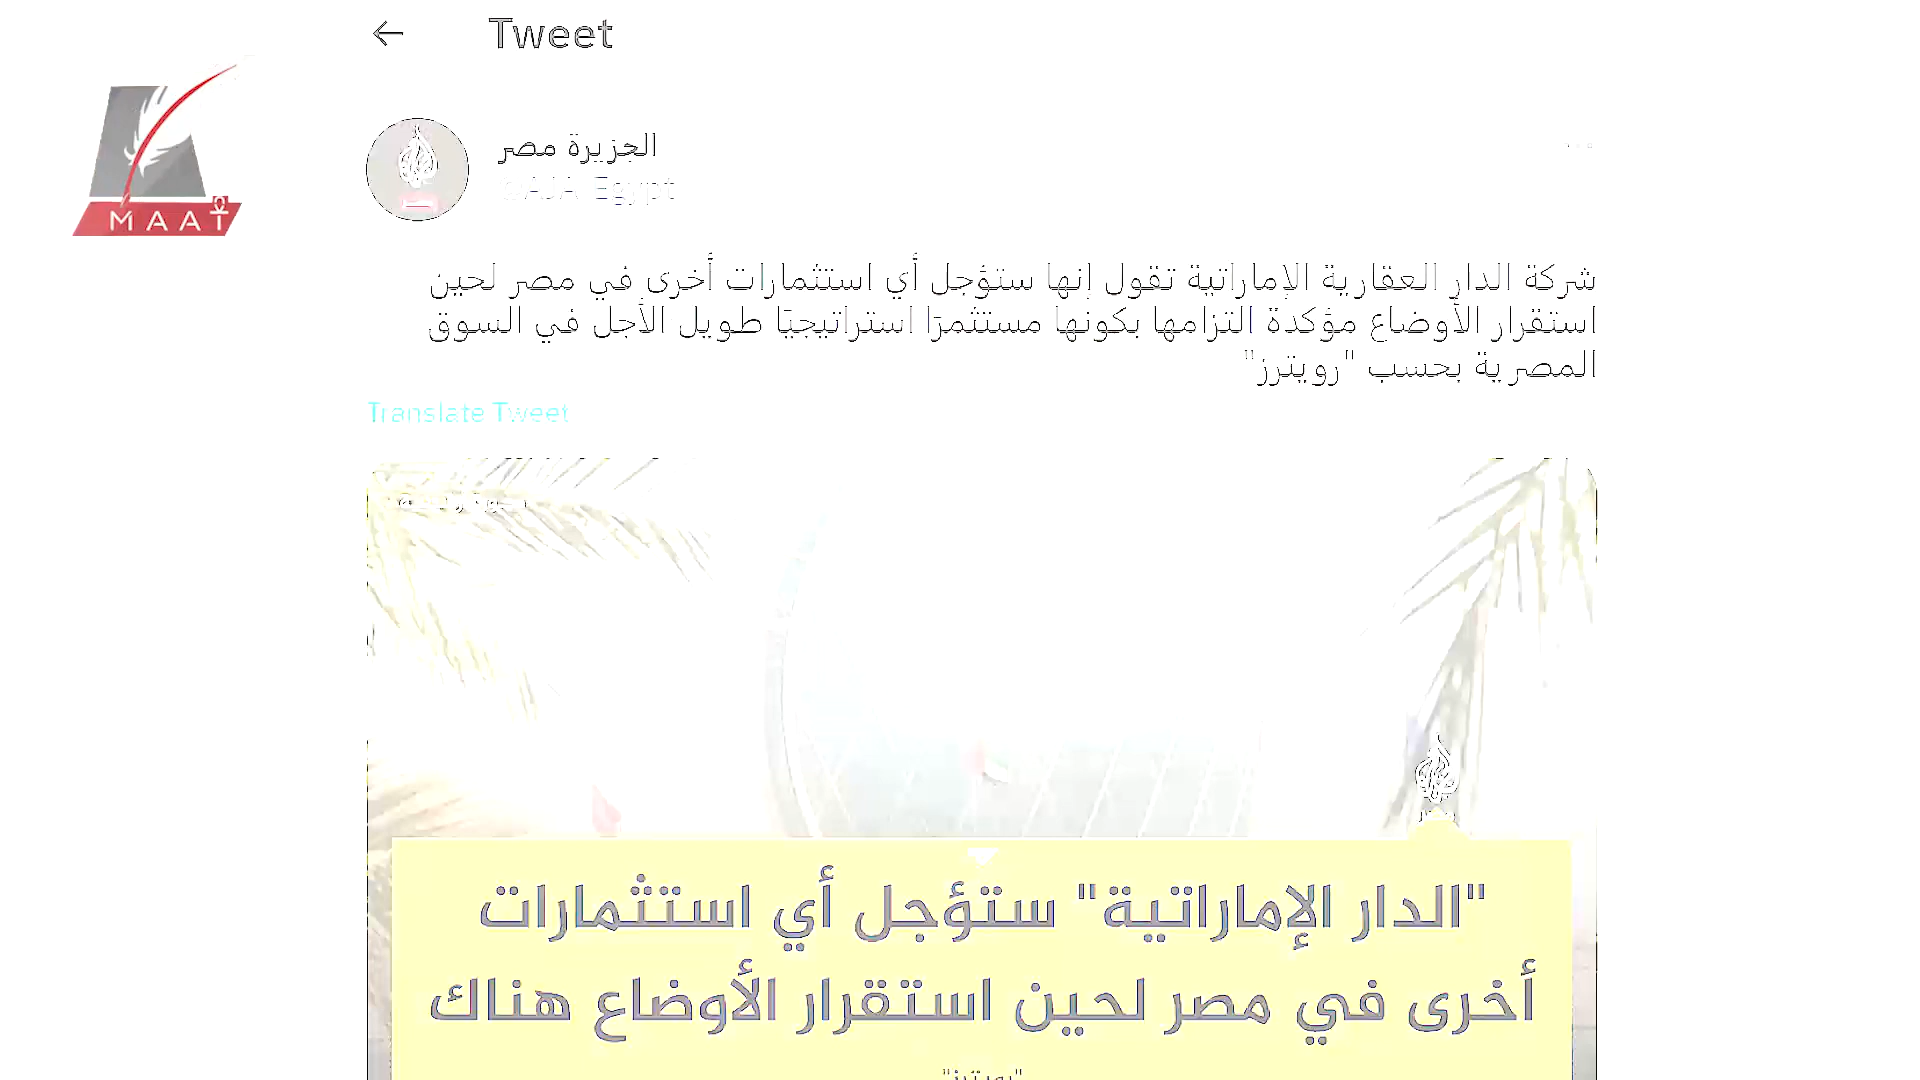 Tweet
MAAT
الجزيرة مصر
@AJA_Egypt
شركة الدار العقارية الإماراتية تقول إنها ستؤجل أي استثمارات أخرى في مصر لحين
استقرار الأوضاع مؤكدة التزامها بكونها مستثمرًا استراتيجيًا طويل الأجل في السوق
المصرية بحسب "رويترز"
Translate Tweet
"الدار الإماراتية" ستؤجل أي استثمارات
أخرى في مصر لحين استقرار الأوضاع هناك
"رويترز"